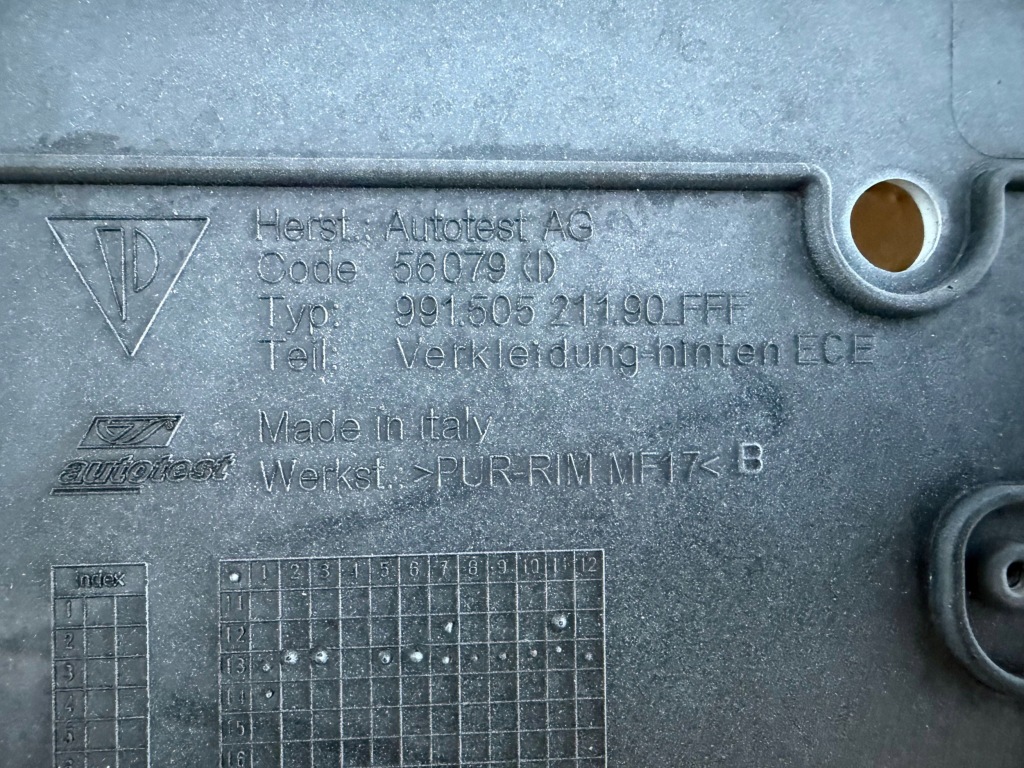 Herst.: Autotest AG
Code 56079 (I)
Typ: 991.505 211.90_FFF
Teil: Verkleidung-hinten ECE
Made in italy
Werkst.: >PUR-RIM MF17< B
autotest
index
1
2
3
4
5
1 2 3 4 5 6 7 8 9 10 11 12
11
12
13
14
15
16